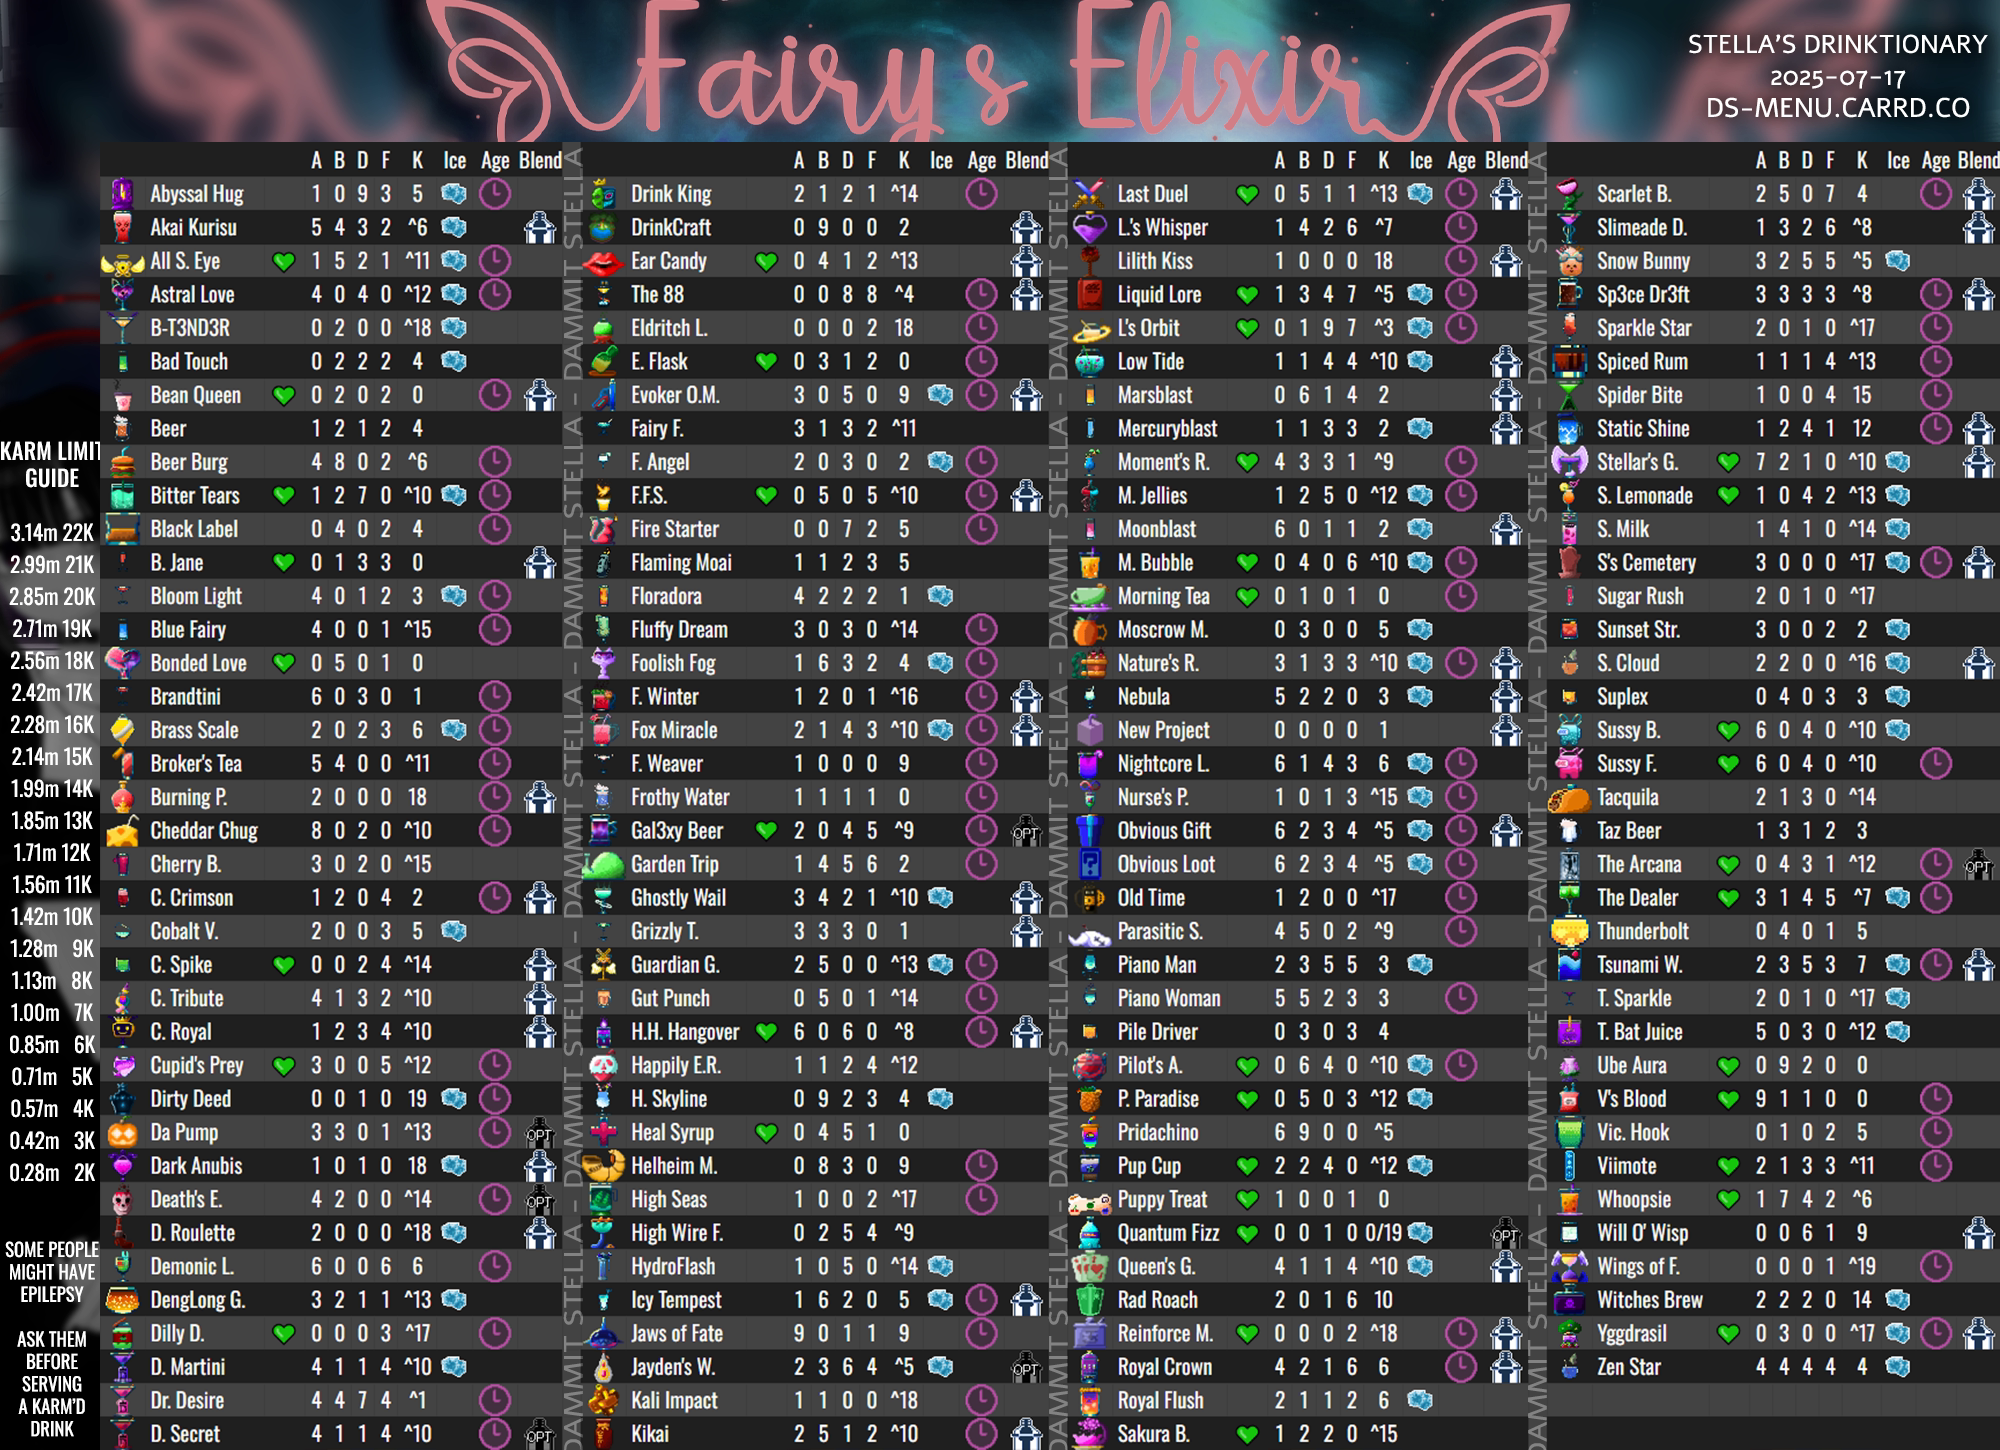 Fairy's Elixir
STELLA'S DRINKTIONARY
2025-07-17
DS-MENU.CARRD.CO
KARM LIMIT
GUIDE
3.14m 22K
2.99m 21K
2.85m 20K
2.71m 19K
2.56m 18K
2.42m 17K
2.28m 16K
2.14m 15K
1.99m 14K
1.85m 13K
1.71m 12K
1.56m 11K
1.42m 10K
1.28m 9K
1.13m 8K
1.00m 7K
0.85m 6K
0.71m 5K
0.57m 4K
0.42m 3K
0.28m 2K
SOME PEOPLE
MIGHT HAVE
EPILEPSY
ASK THEM
BEFORE
SERVING
A KARM'D
DRINK
A B D F K Ice Age Blend
Abyssal Hug 1 0 9 3 5
Akai Kurisu 5 4 3 2 ^6
All S. Eye 1 5 2 1 ^11
Astral Love 4 0 4 0 ^12
B-T3ND3R 0 2 0 0 ^18
Bad Touch 0 2 2 2 4
Bean Queen 0 2 0 2 0
Beer 1 2 1 2 4
Beer Burg 4 8 0 2 ^6
Bitter Tears 1 2 7 0 ^10
Black Label 0 4 0 2 4
B. Jane 0 1 3 3 0
Bloom Light 4 0 1 2 3
Blue Fairy 4 0 0 1 ^15
Bonded Love 0 5 0 1 0
Brandtini 6 0 3 0 1
Brass Scale 2 0 2 3 6
Broker's Tea 5 4 0 0 ^11
Burning P. 2 0 0 0 18
Cheddar Chug 8 0 2 0 ^10
Cherry B. 3 0 2 0 ^15
C. Crimson 1 2 0 4 2
Cobalt V. 2 0 0 3 5
C. Spike 0 0 2 4 ^14
C. Tribute 4 1 3 2 ^10
C. Royal 1 2 3 4 ^10
Cupid's Prey 3 0 0 5 ^12
Dirty Deed 0 0 1 0 19
Da Pump 3 3 0 1 ^13 OPT
Dark Anubis 1 0 1 0 18
Death's E. 4 2 0 0 ^14 OPT
D. Roulette 2 0 0 0 ^18
Demonic L. 6 0 0 6 6
DengLong G. 3 2 1 1 ^13
Dilly D. 0 0 0 3 ^17
D. Martini 4 1 1 4 ^10
Dr. Desire 4 4 7 4 ^1
D. Secret 4 1 1 4 ^10 OPT
DAMMIT STELLA - DAMMIT STELLA - DAMMIT STELLA - DAMMIT STELLA - DAMMIT STELLA
A B D F K Ice Age Blend
Drink King 2 1 2 1 ^14
DrinkCraft 0 9 0 0 2
Ear Candy 0 4 1 2 ^13
The 88 0 0 8 8 ^4
Eldritch L. 0 0 0 2 18
E. Flask 0 3 1 2 0
Evoker O.M. 3 0 5 0 9
Fairy F. 3 1 3 2 ^11
F. Angel 2 0 3 0 2
F.F.S. 0 5 0 5 ^10
Fire Starter 0 0 7 2 5
Flaming Moai 1 1 2 3 5
Floradora 4 2 2 2 1
Fluffy Dream 3 0 3 0 ^14
Foolish Fog 1 6 3 2 4
F. Winter 1 2 0 1 ^16
Fox Miracle 2 1 4 3 ^10
F. Weaver 1 0 0 0 9
Frothy Water 1 1 1 1 0
Gal3xy Beer 2 0 4 5 ^9 OPT
Garden Trip 1 4 5 6 2
Ghostly Wail 3 4 2 1 ^10
Grizzly T. 3 3 3 0 1
Guardian G. 2 5 0 0 ^13
Gut Punch 0 5 0 1 ^14
H.H. Hangover 6 0 6 0 ^8
Happily E.R. 1 1 2 4 ^12
H. Skyline 0 9 2 3 4
Heal Syrup 0 4 5 1 0
Helheim M. 0 8 3 0 9
High Seas 1 0 0 2 ^17
High Wire F. 0 2 5 4 ^9
HydroFlash 1 0 5 0 ^14
Icy Tempest 1 6 2 0 5
Jaws of Fate 9 0 1 1 9
Jayden's W. 2 3 6 4 ^5 OPT
Kali Impact 1 1 0 0 ^18
Kikai 2 5 1 2 ^10
DAMMIT STELLA - DAMMIT STELLA - DAMMIT STELLA - DAMMIT STELLA - DAMMIT STELLA
A B D F K Ice Age Blend
Last Duel 0 5 1 1 ^13
L.'s Whisper 1 4 2 6 ^7
Lilith Kiss 1 0 0 0 18
Liquid Lore 1 3 4 7 ^5
L's Orbit 0 1 9 7 ^3
Low Tide 1 1 4 4 ^10
Marsblast 0 6 1 4 2
Mercuryblast 1 1 3 3 2
Moment's R. 4 3 3 1 ^9
M. Jellies 1 2 5 0 ^12
Moonblast 6 0 1 1 2
M. Bubble 0 4 0 6 ^10
Morning Tea 0 1 0 1 0
Moscrow M. 0 3 0 0 5
Nature's R. 3 1 3 3 ^10
Nebula 5 2 2 0 3
New Project 0 0 0 0 1
Nightcore L. 6 1 4 3 6
Nurse's P. 1 0 1 3 ^15
Obvious Gift 6 2 3 4 ^5
Obvious Loot 6 2 3 4 ^5
Old Time 1 2 0 0 ^17
Parasitic S. 4 5 0 2 ^9
Piano Man 2 3 5 5 3
Piano Woman 5 5 2 3 3
Pile Driver 0 3 0 3 4
Pilot's A. 0 6 4 0 ^10
P. Paradise 0 5 0 3 ^12
Pridachino 6 9 0 0 ^5
Pup Cup 2 2 4 0 ^12
Puppy Treat 1 0 0 1 0
Quantum Fizz 0 0 1 0 0/19 OPT
Queen's G. 4 1 1 4 ^10
Rad Roach 2 0 1 6 10
Reinforce M. 0 0 0 2 ^18
Royal Crown 4 2 1 6 6
Royal Flush 2 1 1 2 6
Sakura B. 1 2 2 0 ^15
DAMMIT STELLA - DAMMIT STELLA - DAMMIT STELLA - DAMMIT STELLA - DAMMIT STELLA
A B D F K Ice Age Blend
Scarlet B. 2 5 0 7 4
Slimeade D. 1 3 2 6 ^8
Snow Bunny 3 2 5 5 ^5
Sp3ce Dr3ft 3 3 3 3 ^8
Sparkle Star 2 0 1 0 ^17
Spiced Rum 1 1 1 4 ^13
Spider Bite 1 0 0 4 15
Static Shine 1 2 4 1 12
Stellar's G. 7 2 1 0 ^10
S. Lemonade 1 0 4 2 ^13
S. Milk 1 4 1 0 ^14
S's Cemetery 3 0 0 0 ^17
Sugar Rush 2 0 1 0 ^17
Sunset Str. 3 0 0 2 2
S. Cloud 2 2 0 0 ^16
Suplex 0 4 0 3 3
Sussy B. 6 0 4 0 ^10
Sussy F. 6 0 4 0 ^10
Tacquila 2 1 3 0 ^14
Taz Beer 1 3 1 2 3
The Arcana 0 4 3 1 ^12 OPT
The Dealer 3 1 4 5 ^7
Thunderbolt 0 4 0 1 5
Tsunami W. 2 3 5 3 7
T. Sparkle 2 0 1 0 ^17
T. Bat Juice 5 0 3 0 ^12
Ube Aura 0 9 2 0 0
V's Blood 9 1 1 0 0
Vic. Hook 0 1 0 2 5
Viimote 2 1 3 3 ^11
Whoopsie 1 7 4 2 ^6
Will O' Wisp 0 0 6 1 9
Wings of F. 0 0 0 1 ^19
Witches Brew 2 2 2 0 14
Yggdrasil 0 3 0 0 ^17
Zen Star 4 4 4 4 4